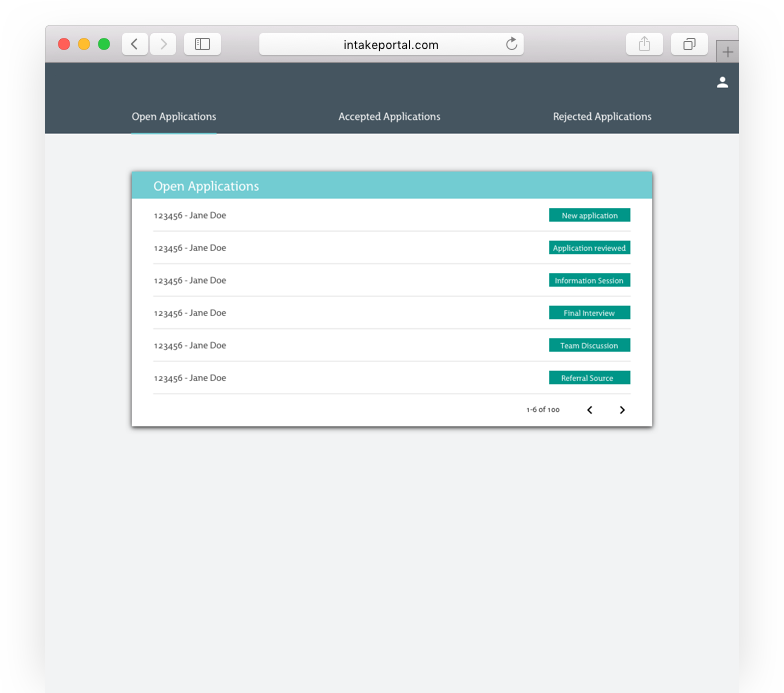 intakeportal.com
Open Applications Accepted Applications Rejected Applications
Open Applications
123456 - Jane Doe New application
123456 - Jane Doe Application reviewed
123456 - Jane Doe Information Session
123456 - Jane Doe Final Interview
123456 - Jane Doe Team Discussion
123456 - Jane Doe Referral Source
1-6 of 100